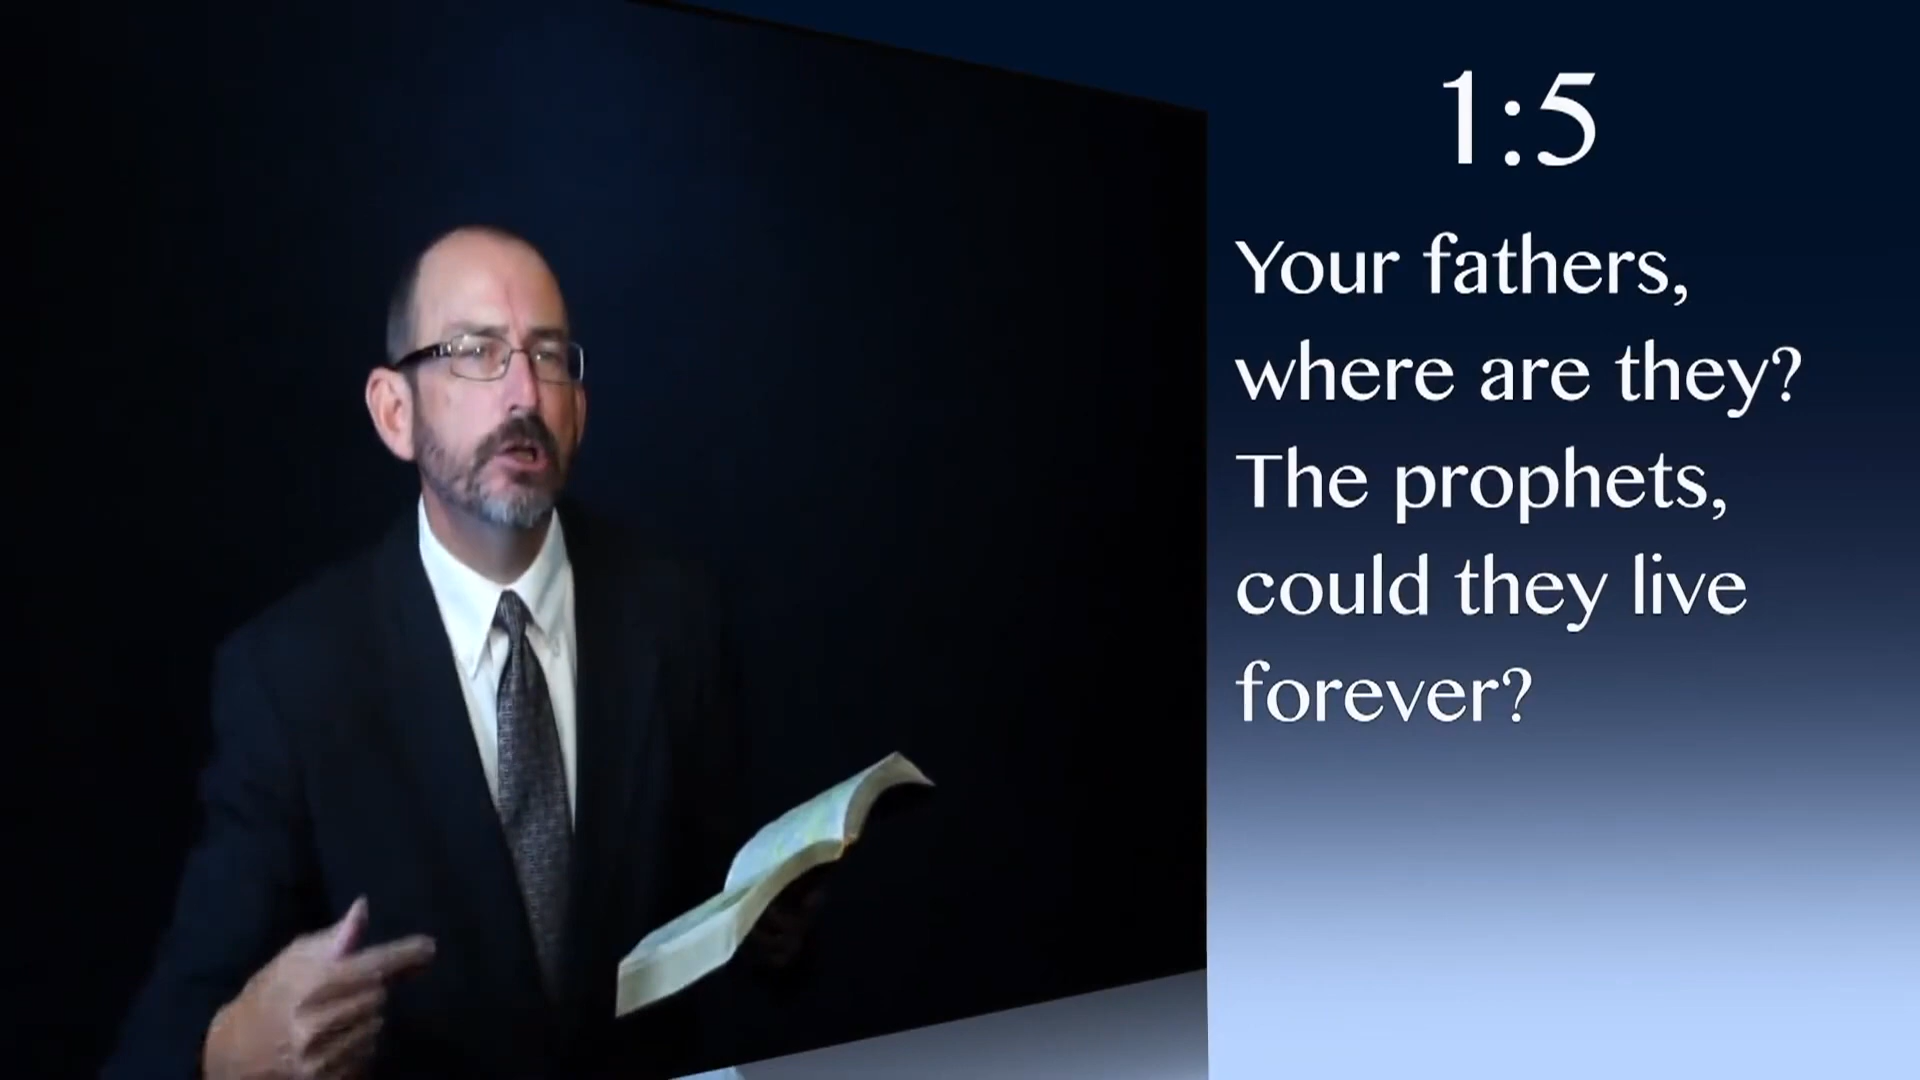 1:5
Your fathers,
where are they?
The prophets,
could they live
forever?